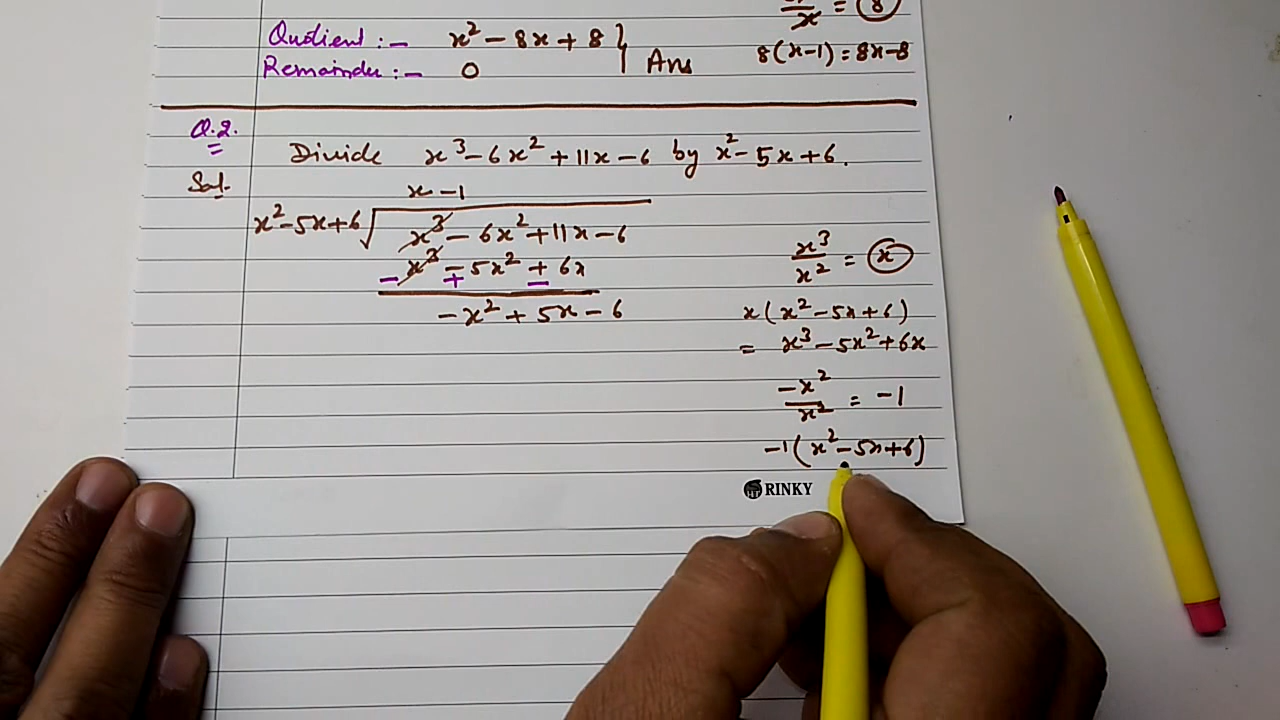 x = 8
Quotient :- x² - 8x + 8 }
8(x-1) = 8x-8
Remainder :- 0 Ans
Q.2.
Divide x³ - 6x² + 11x - 6 by x² - 5x + 6.
Sol.
x - 1
x² - 5x + 6 √ x³ - 6x² + 11x - 6
x³ - 5x² + 6x
- + -
- x² + 5x - 6
x³/x² = x
x(x² - 5x + 6)
= x³ - 5x² + 6x
-x²/x² = -1
-1(x² - 5x + 6)
RINKY